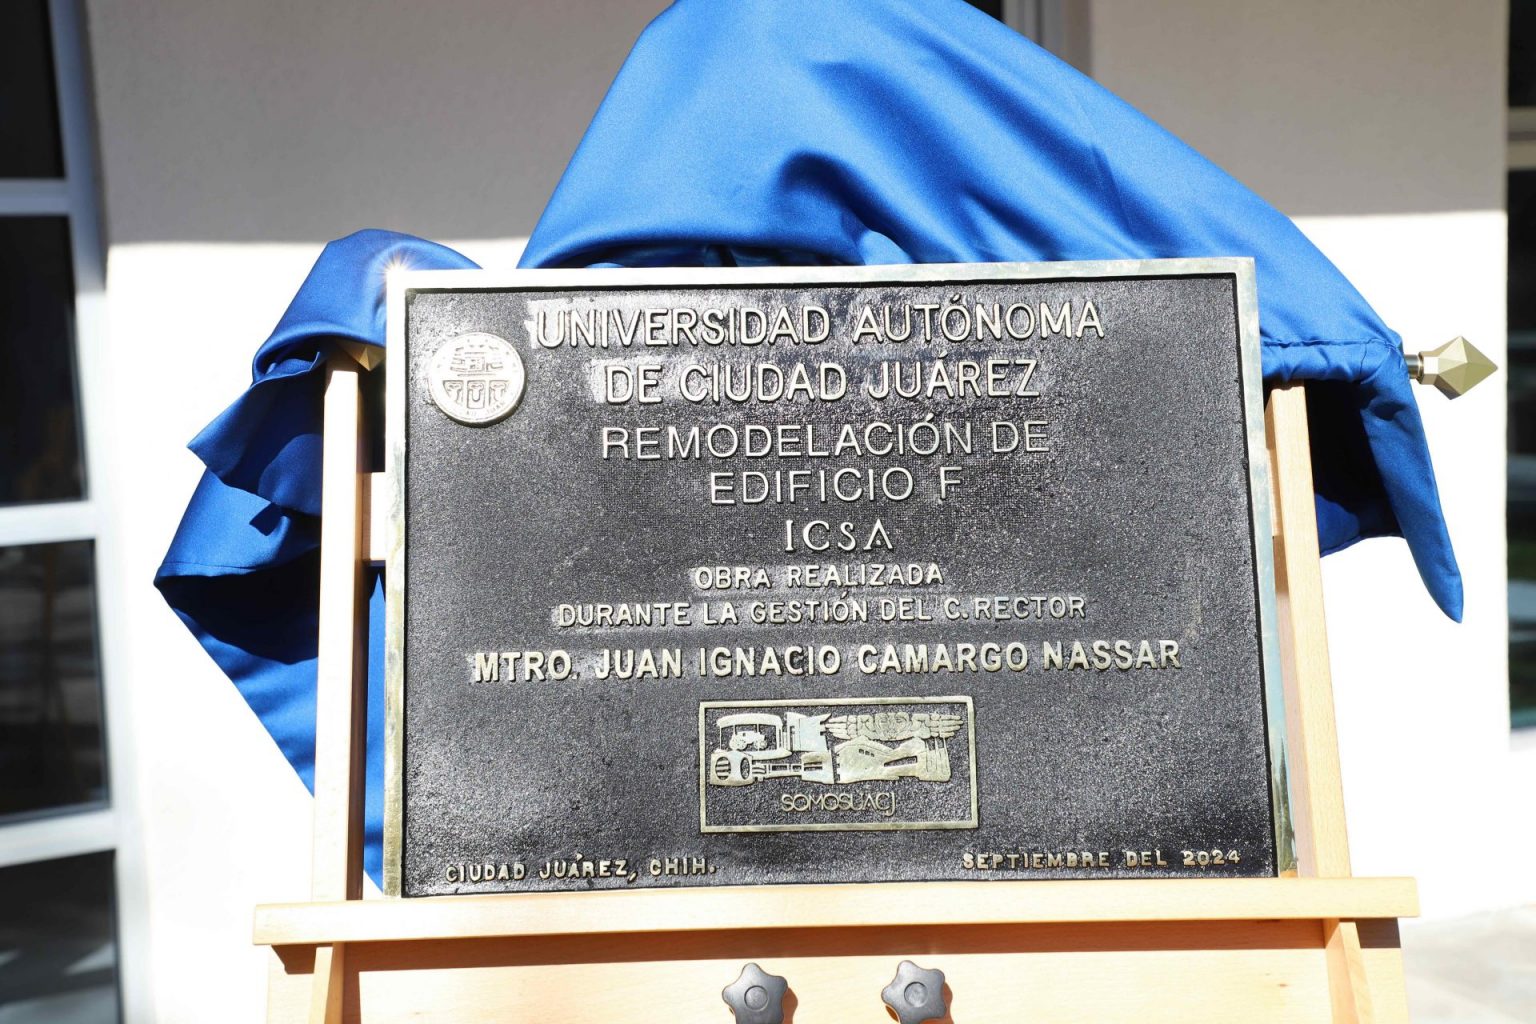 UNIVERSIDAD AUTÓNOMA
DE CIUDAD JUÁREZ
REMODELACIÓN DE
EDIFICIO F
ICSA
OBRA REALIZADA
DURANTE LA GESTIÓN DEL C. RECTOR
MTRO. JUAN IGNACIO CAMARGO NASSAR
SOMOSUACJ
CIUDAD JUÁREZ, CHIH.
SEPTIEMBRE DEL 2024